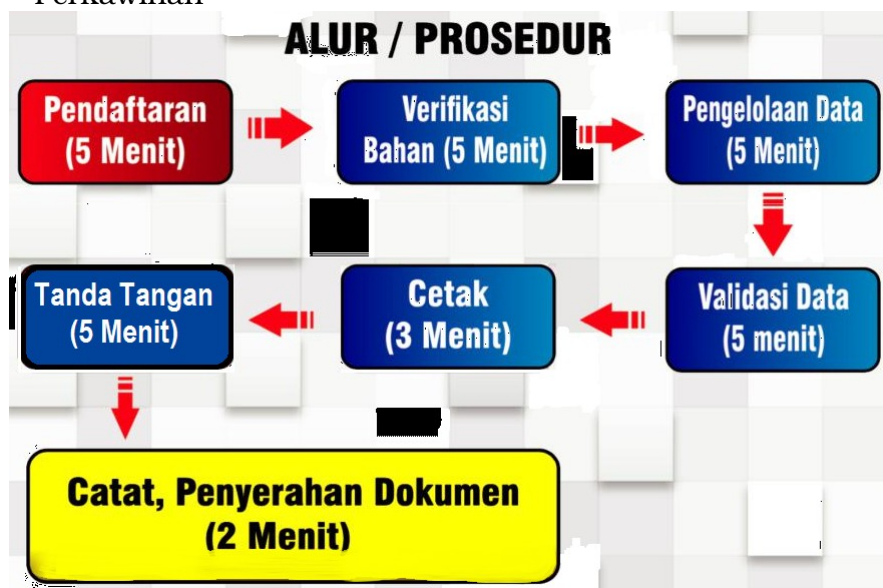 Perkawinan
ALUR / PROSEDUR
Pendaftaran
(5 Menit)
Verifikasi
Bahan (5 Menit)
Pengelolaan Data
(5 Menit)
Validasi Data
(5 menit)
Cetak
(3 Menit)
Tanda Tangan
(5 Menit)
Catat, Penyerahan Dokumen
(2 Menit)